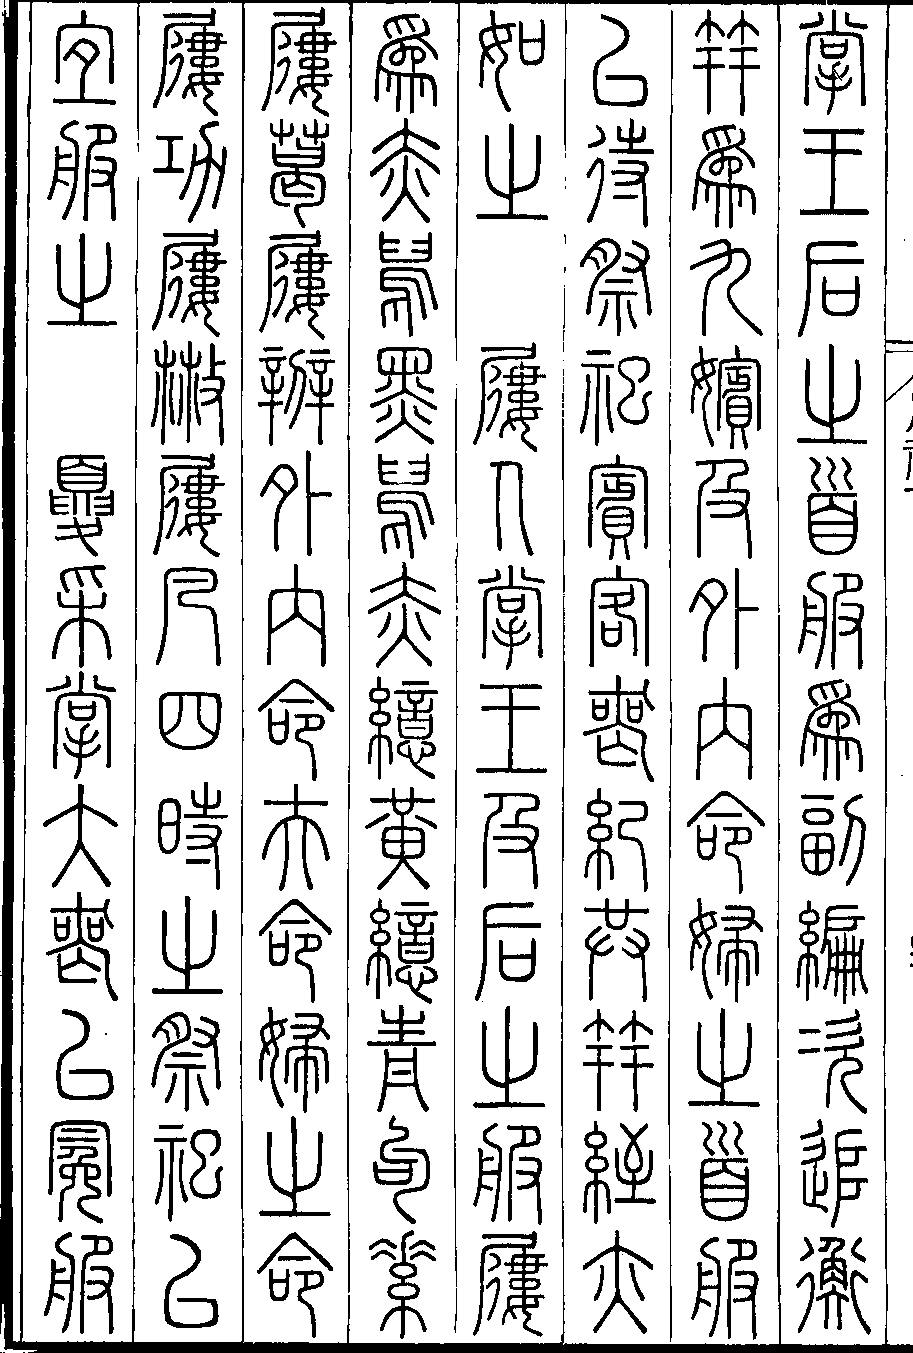 掌王后之首服為副編次追衡
笄為九嬪及外內命婦之首服
以待祭祀賓客喪紀共笄絰亦
如之　屨人掌王及后之服屨
為赤舄黑舄赤繶黃繶青句素
屨葛屨辨外內命夫命婦之命
屨功屨散屨凡四時之祭祀以
宜服之　夏采掌大喪以冕服